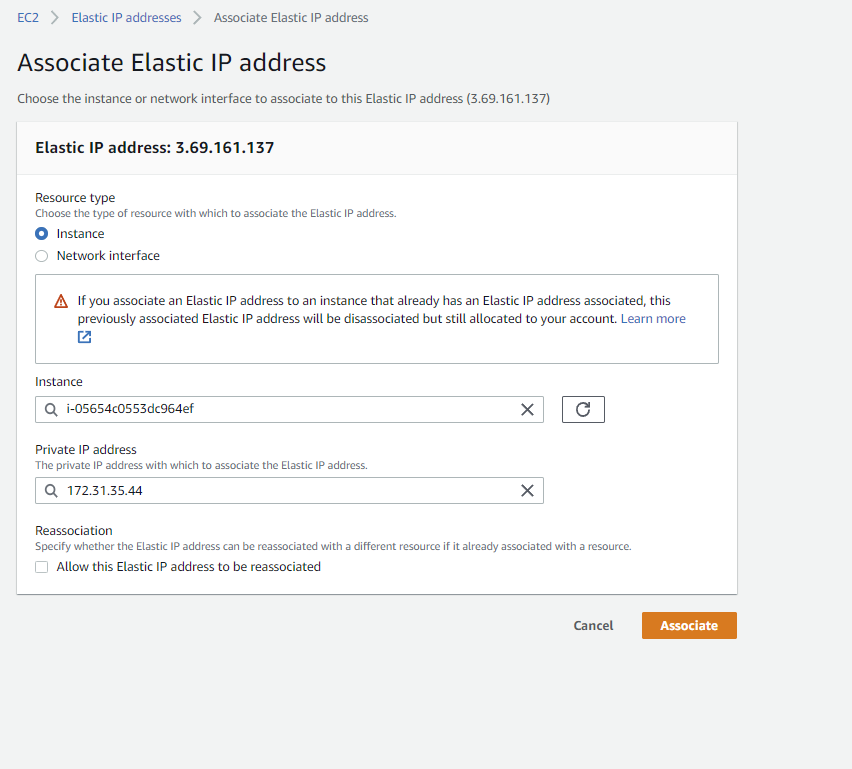 EC2 Elastic IP addresses Associate Elastic IP address
Associate Elastic IP address
Choose the instance or network interface to associate to this Elastic IP address (3.69.161.137)
Elastic IP address: 3.69.161.137
Resource type
Choose the type of resource with which to associate the Elastic IP address.
Instance
Network interface
If you associate an Elastic IP address to an instance that already has an Elastic IP address associated, this
previously associated Elastic IP address will be disassociated but still allocated to your account. Learn more
Instance
i-05654c0553dc964ef
Private IP address
The private IP address with which to associate the Elastic IP address.
172.31.35.44
Reassociation
Specify whether the Elastic IP address can be reassociated with a different resource if it already associated with a resource.
Allow this Elastic IP address to be reassociated
Cancel Associate